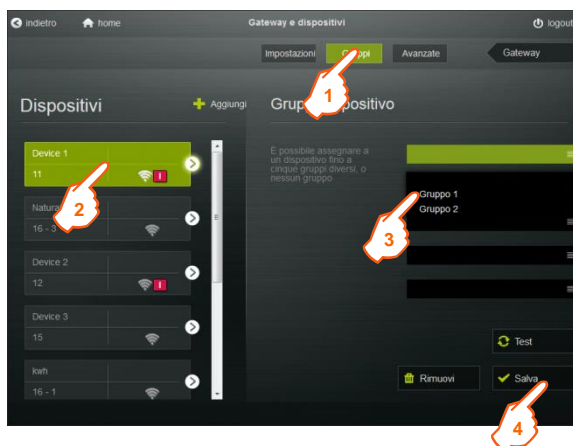 indietro home Gateway e dispositivi logout
Impostazioni Avanzate Gateway
1
Dispositivi Aggiungi
Device 1
11
2
16 - 3
Device 2
12
Device 3
15
kwh
16 - 1
È possibile assegnare a
un dispositivo fino a
cinque gruppi diversi, o
nessun gruppo
Gruppo 1
Gruppo 2
3
Test
Rimuovi Salva
4